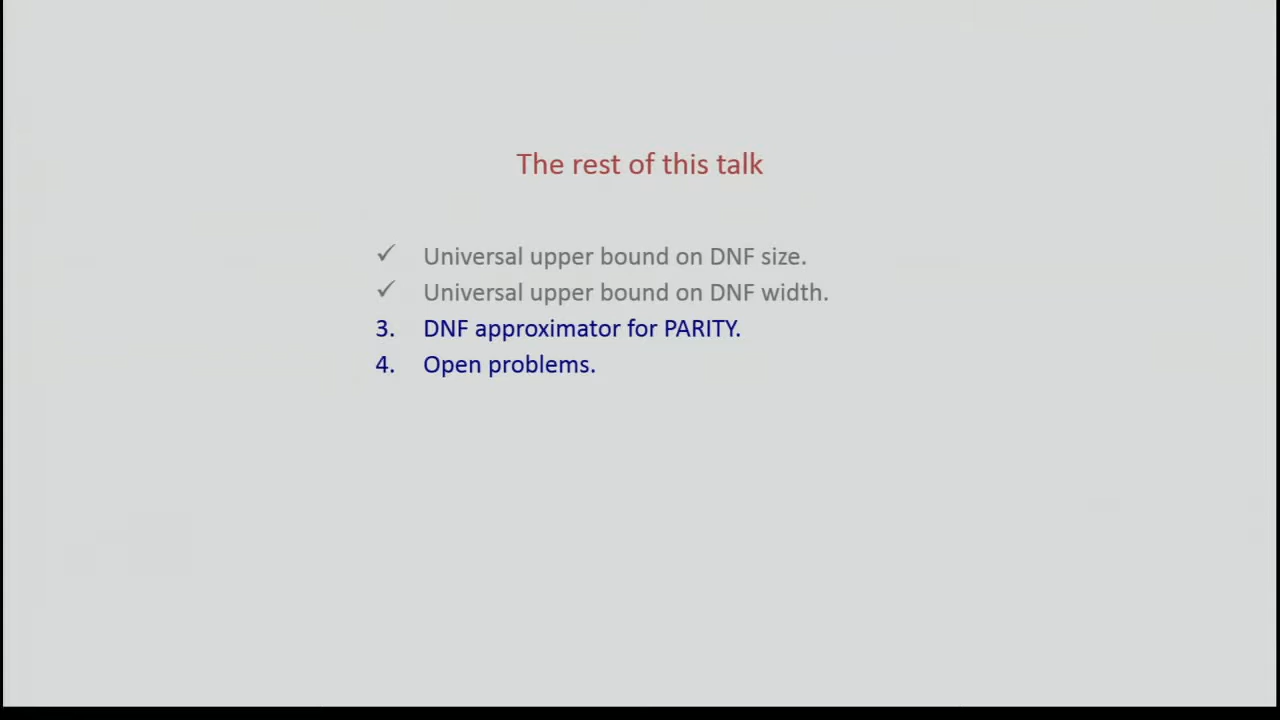 The rest of this talk
✓ Universal upper bound on DNF size.
✓ Universal upper bound on DNF width.
3. DNF approximator for PARITY.
4. Open problems.